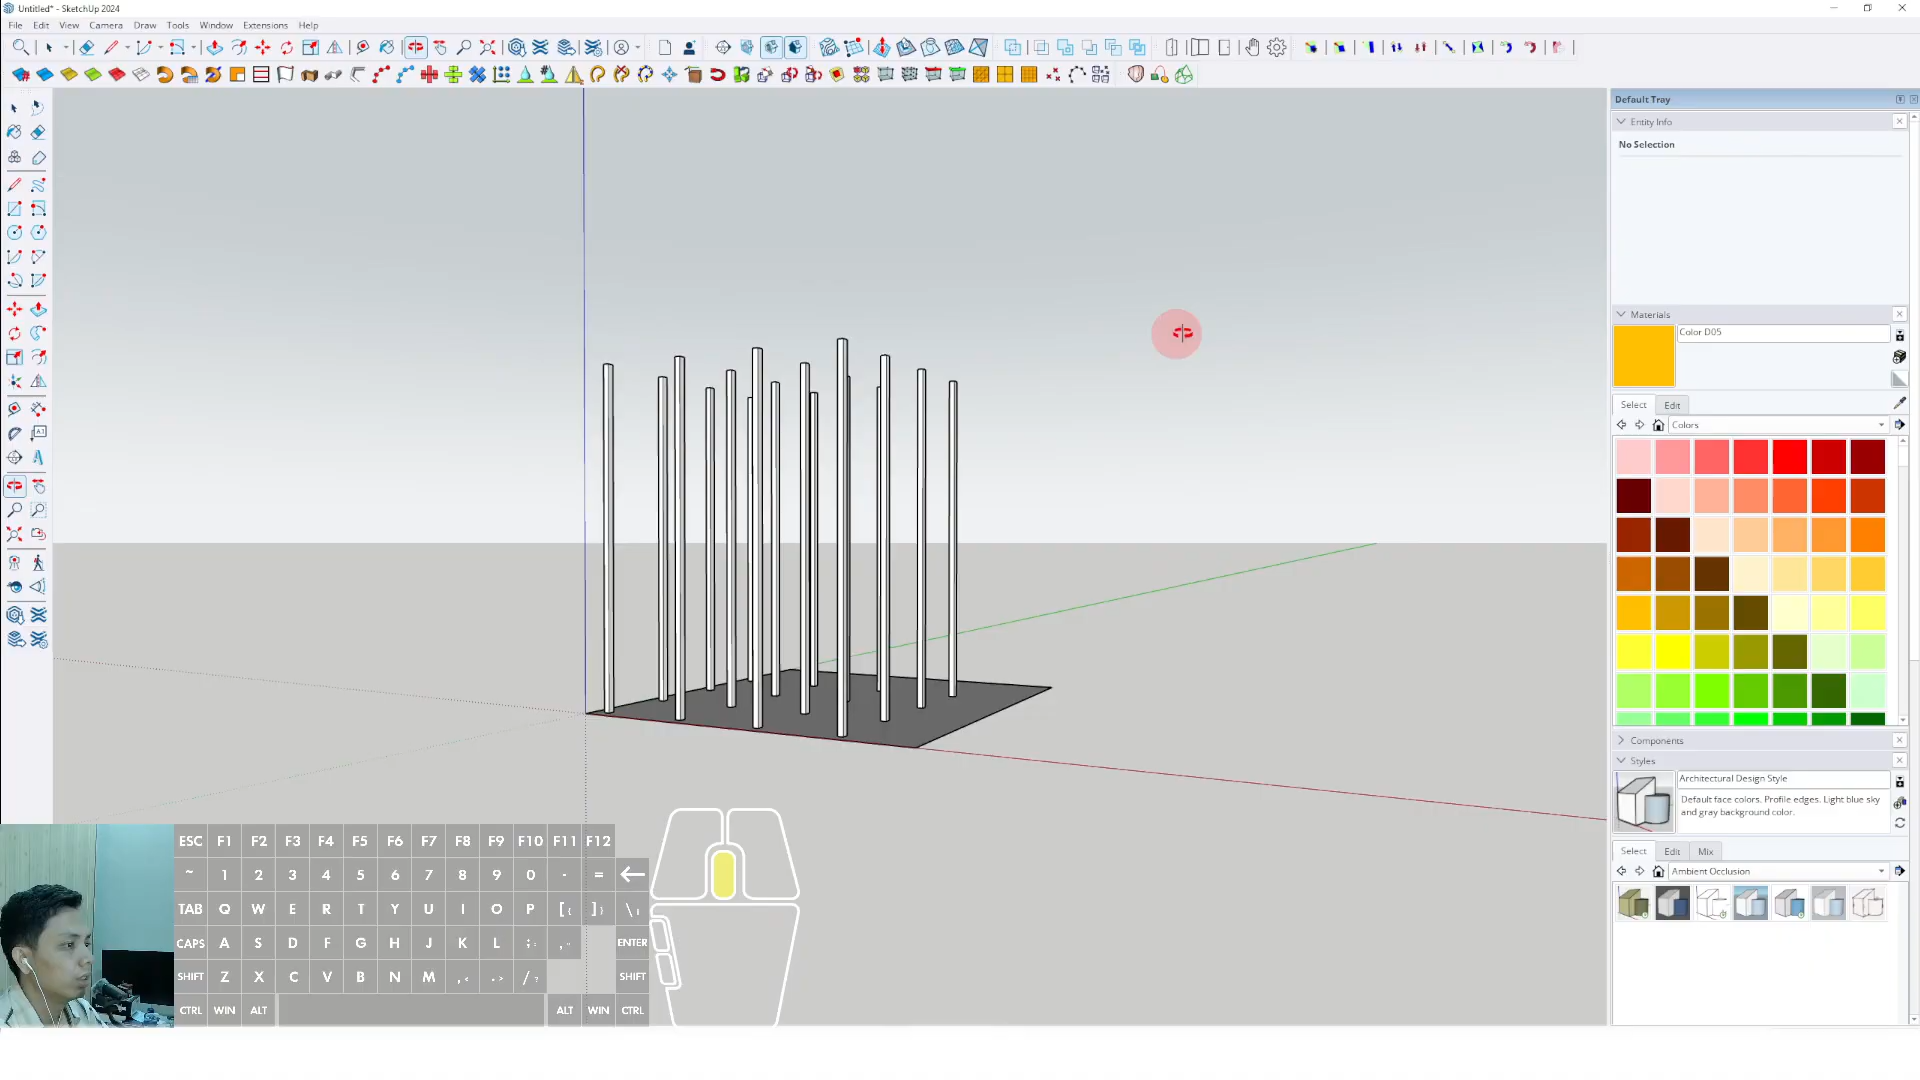 Untitled* - SketchUp 2024
File Edit View Camera Draw Tools Window Extensions Help
Default Tray
Entity Info
No Selection
Materials
Color D05
Select Edit
Colors
Components
Styles
Architectural Design Style
Default face colors. Profile edges. Light blue sky
and gray background color.
Select Edit Mix
Ambient Occlusion
ESC F1 F2 F3 F4 F5 F6 F7 F8 F9 F10 F11 F12
~ 1 2 3 4 5 6 7 8 9 0 - =
TAB Q W E R T Y U I O P [{ ]} \|
CAPS A S D F G H J K L ;: ENTER
SHIFT Z X C V B N M ,< .> /? SHIFT
CTRL WIN ALT ALT WIN CTRL